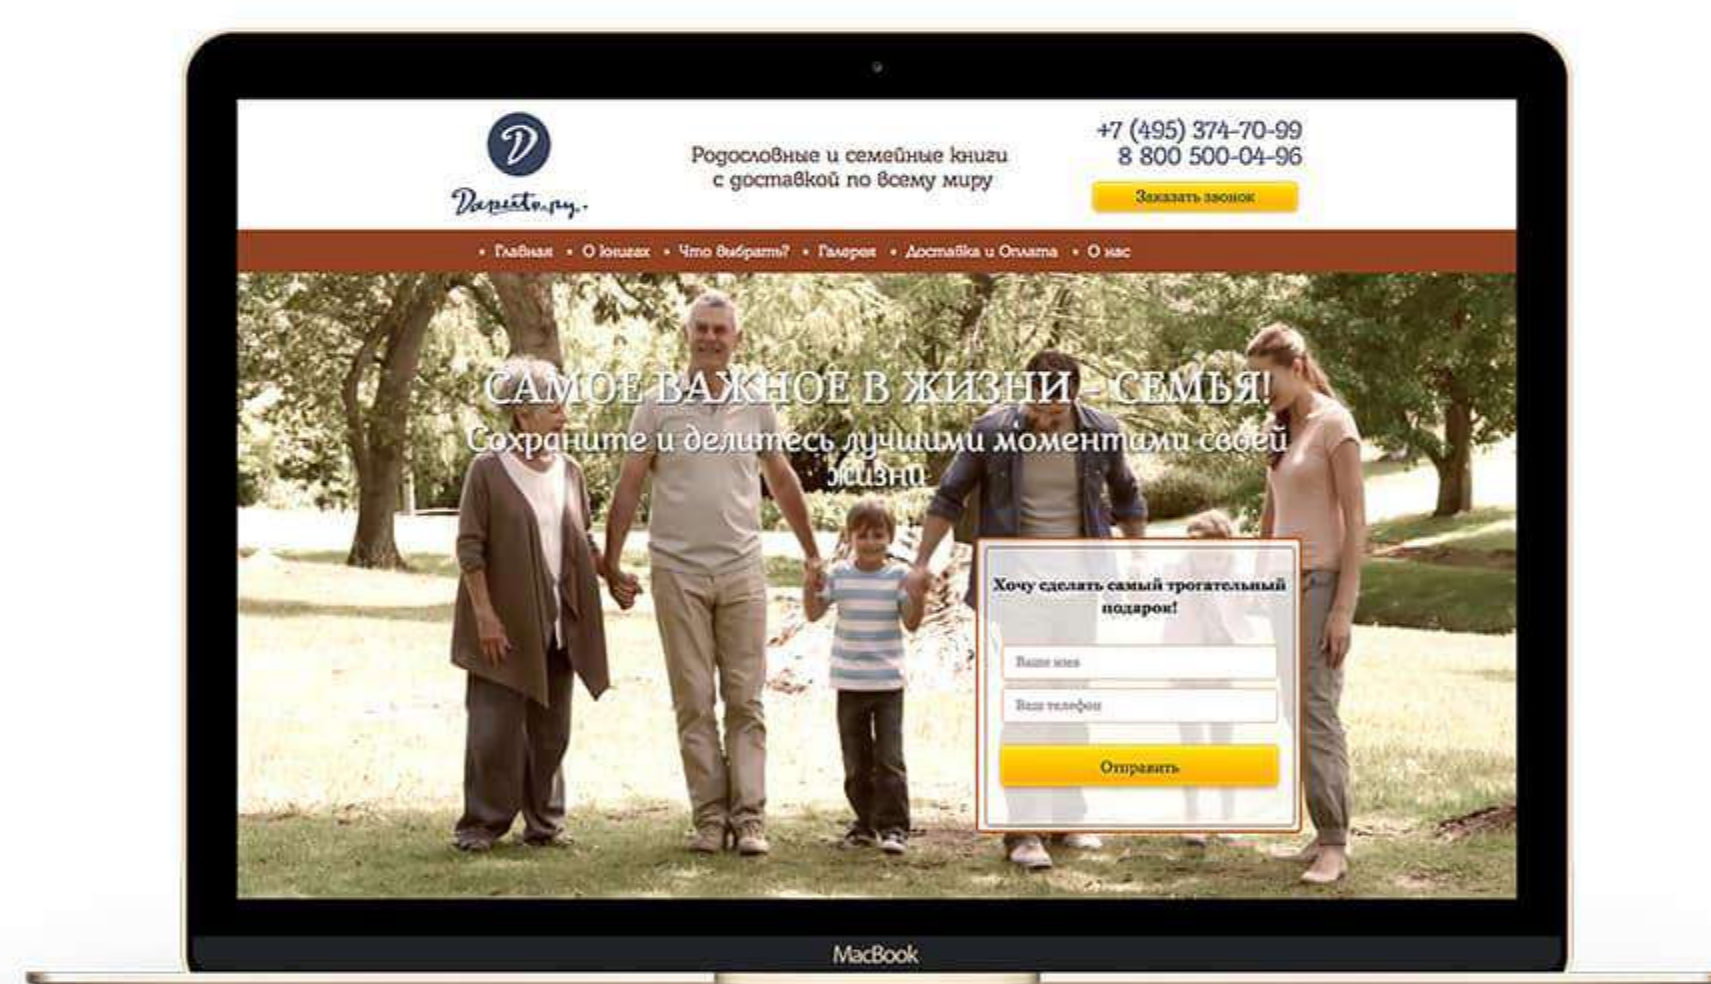 D
Дарите.ру.
Родословные и семейные книги
с доставкой по всему миру
+7 (495) 374-70-99
8 800 500-04-96
Заказать звонок
• Главная • О книгах • Что выбрать? • Галерея • Доставка и Оплата • О нас
САМОЕ ВАЖНОЕ В ЖИЗНИ - СЕМЬЯ!
Сохраните и делитесь лучшими моментами своей
жизни
Хочу сделать самый трогательный
подарок!
Ваше имя
Ваш телефон
Отправить
MacBook